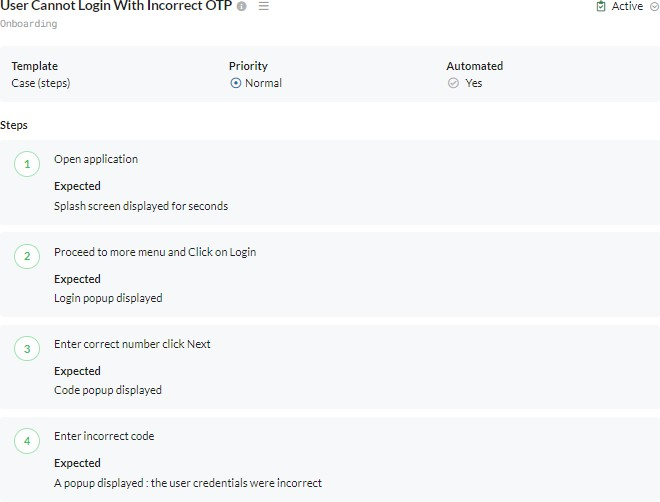 User Cannot Login With Incorrect OTP
Active
Onboarding
Template Priority Automated
Case (steps) Normal Yes
Steps
1 Open application
Expected
Splash screen displayed for seconds
2 Proceed to more menu and Click on Login
Expected
Login popup displayed
3 Enter correct number click Next
Expected
Code popup displayed
4 Enter incorrect code
Expected
A popup displayed : the user credentials were incorrect